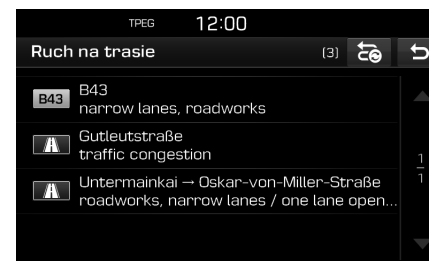 TPEG 12:00
Ruch na trasie (3)
B43 B43
narrow lanes, roadworks
Gutleutstraße
traffic congestion
Untermainkai → Oskar-von-Miller-Straße
roadworks, narrow lanes / one lane open...
1
1